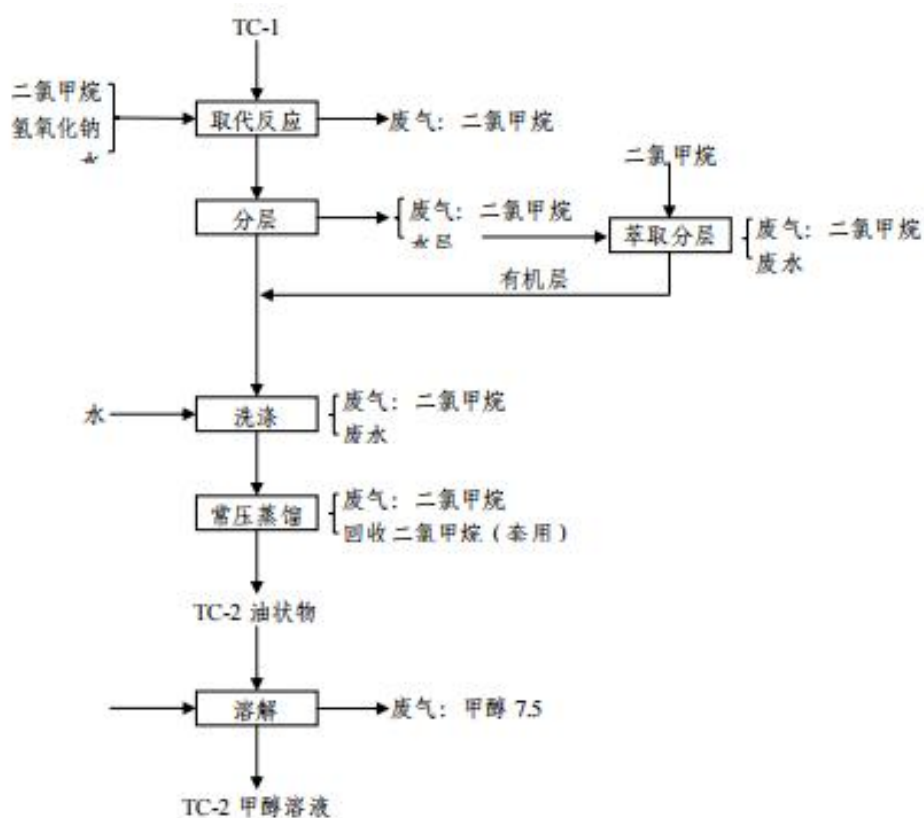 TC-1
二氯甲烷
氢氧化钠
取代反应
废气：二氯甲烷
二氯甲烷
分层
废气：二氯甲烷
萃取分层
废气：二氯甲烷
废水
有机层
水
洗涤
废气：二氯甲烷
废水
常压蒸馏
废气：二氯甲烷
回收二氯甲烷（套用）
TC-2 油状物
溶解
废气：甲醇 7.5
TC-2 甲醇溶液